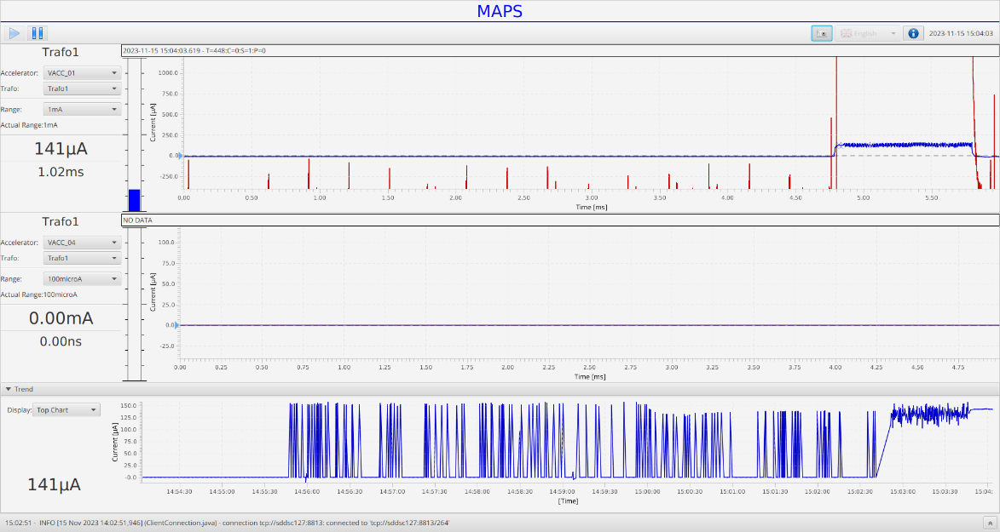 MAPS
English
2023-11-15 15:04:03
Trafo1
2023-11-15 15:04:03.619 - T=448:C=0:S=1:P=0
Accelerator: VACC_01
Trafo: Trafo1
Range: 1mA
Actual Range:1mA
141µA
1.02ms
Current [µA]
1000.0
750.0
500.0
250.0
0.0
-250.0
0.00 0.50 1.00 1.50 2.00 2.50 3.00 3.50 4.00 4.50 5.00 5.50
Time [ms]
Trafo1
NO DATA
Accelerator: VACC_04
Trafo: Trafo1
Range: 100microA
Actual Range:100microA
0.00mA
0.00ns
Current [µA]
100.0
75.0
50.0
25.0
0.0
-25.0
0.00 0.25 0.50 0.75 1.00 1.25 1.50 1.75 2.00 2.25 2.50 2.75 3.00 3.25 3.50 3.75 4.00 4.25 4.50 4.75
Time [ms]
Trend
Display: Top Chart
141µA
Current [µA]
150.0
125.0
100.0
75.0
50.0
25.0
-0.0
14:54:30 14:55:00 14:55:30 14:56:00 14:56:30 14:57:00 14:57:30 14:58:00 14:58:30 14:59:00 14:59:30 15:00:00 15:00:30 15:01:00 15:01:30 15:02:00 15:02:30 15:03:00 15:03:30 15:04:
[Time]
15:02:51 - INFO [15 Nov 2023 14:02:51,946] (ClientConnection.java) - connection tcp://sddsc127:8813: connected to 'tcp://sddsc127:8813/264'